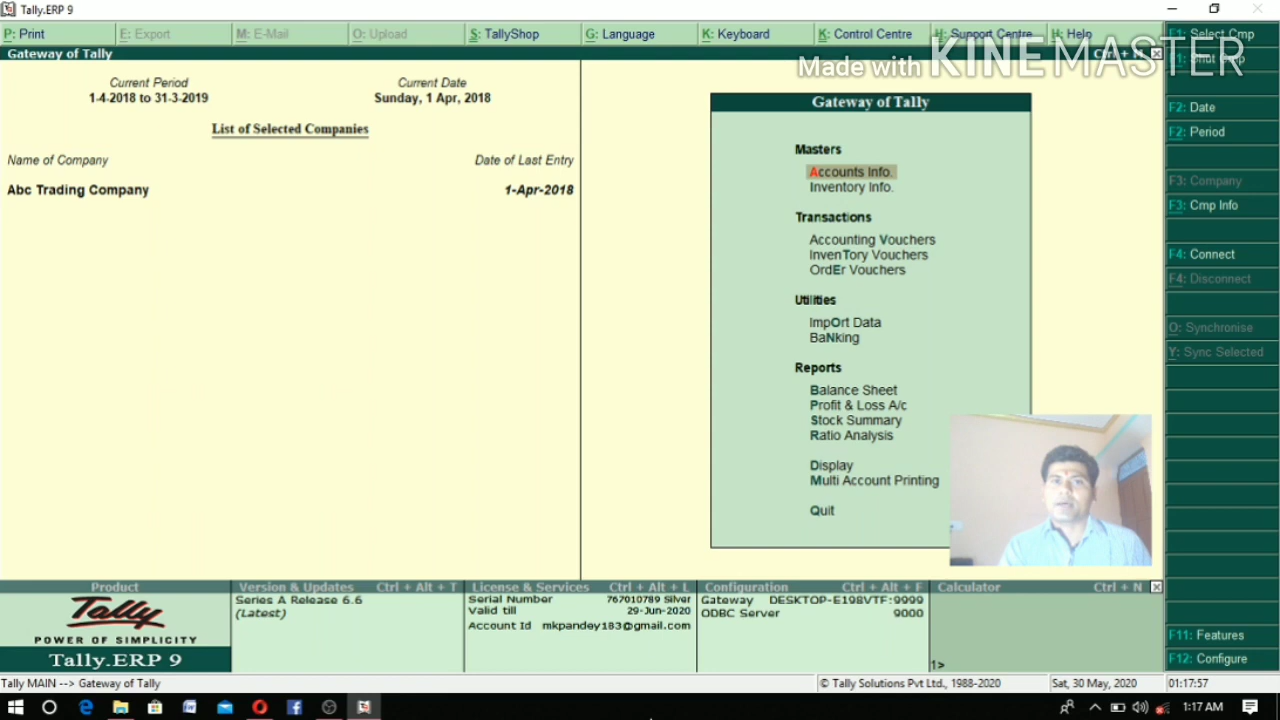 Tally.ERP 9
P: Print
E: Export
M: E-Mail
O: Upload
S: TallyShop
G: Language
K: Keyboard
K: Control Centre
H: Support Centre
H: Help
F1: Select Cmp
F1: Shut Cmp
Made with KINEMASTER
Gateway of Tally
Ctrl + M
Current Period
1-4-2018 to 31-3-2019
Current Date
Sunday, 1 Apr, 2018
List of Selected Companies
Name of Company
Date of Last Entry
Abc Trading Company
1-Apr-2018
Gateway of Tally
Masters
Accounts Info.
Inventory Info.
Transactions
Accounting Vouchers
InvenTory Vouchers
OrdEr Vouchers
Utilities
ImpOrt Data
BaNking
Reports
Balance Sheet
Profit & Loss A/c
Stock Summary
Ratio Analysis
Display
Multi Account Printing
Quit
F2: Date
F2: Period
F3: Company
F3: Cmp Info
F4: Connect
F4: Disconnect
O: Synchronise
Y: Sync Selected
F11: Features
F12: Configure
Product
Tally
POWER OF SIMPLICITY
Tally.ERP 9
Version & Updates Ctrl + Alt + T
Series A Release 6.6
(Latest)
License & Services Ctrl + Alt + L
Serial Number 767010789 Silver
Valid till 29-Jun-2020
Account Id mkpandey183@gmail.com
Configuration Ctrl + Alt + F
Gateway DESKTOP-E198VTF:9999
ODBC Server 9000
Calculator Ctrl + N
1>
Tally MAIN --> Gateway of Tally
© Tally Solutions Pvt Ltd., 1988-2020
Sat, 30 May, 2020
01:17:57
1:17 AM